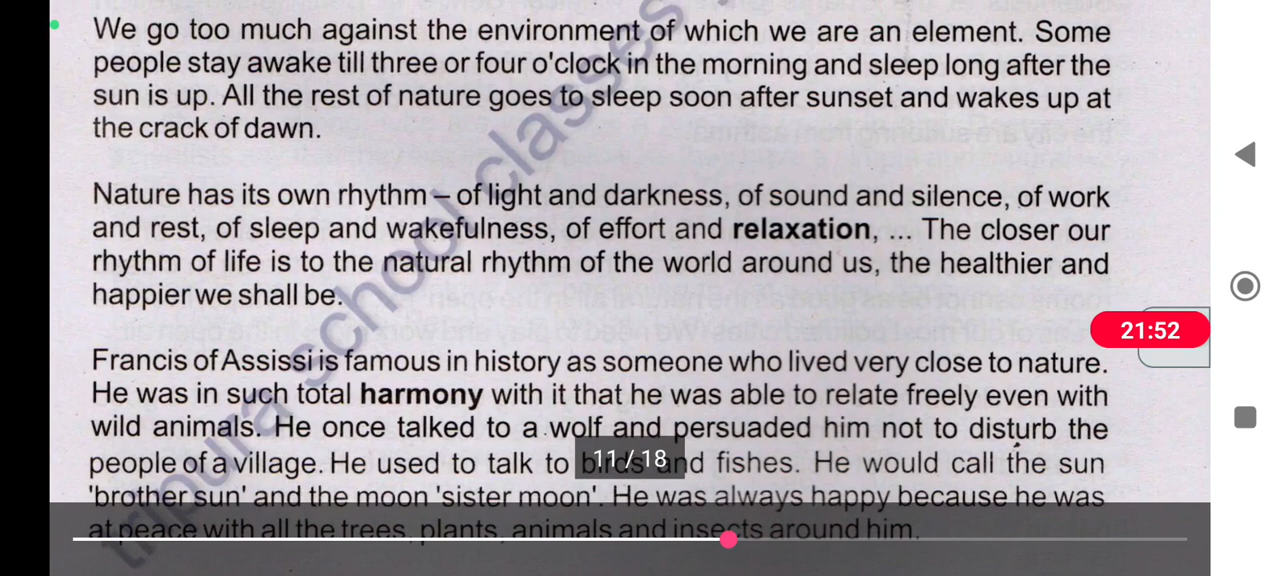 We go too much against the environment of which we are an element. Some
people stay awake till three or four o'clock in the morning and sleep long after the
sun is up. All the rest of nature goes to sleep soon after sunset and wakes up at
the crack of dawn.
Nature has its own rhythm – of light and darkness, of sound and silence, of work
and rest, of sleep and wakefulness, of effort and relaxation, ... The closer our
rhythm of life is to the natural rhythm of the world around us, the healthier and
happier we shall be.
21:52
Francis of Assissi is famous in history as someone who lived very close to nature.
He was in such total harmony with it that he was able to relate freely even with
wild animals. He once talked to a wolf and persuaded him not to disturb the
people of a village. He used to talk to birds and fishes. He would call the sun
11 / 18
'brother sun' and the moon 'sister moon'. He was always happy because he was
at peace with all the trees, plants, animals and insects around him.
tripura school classes